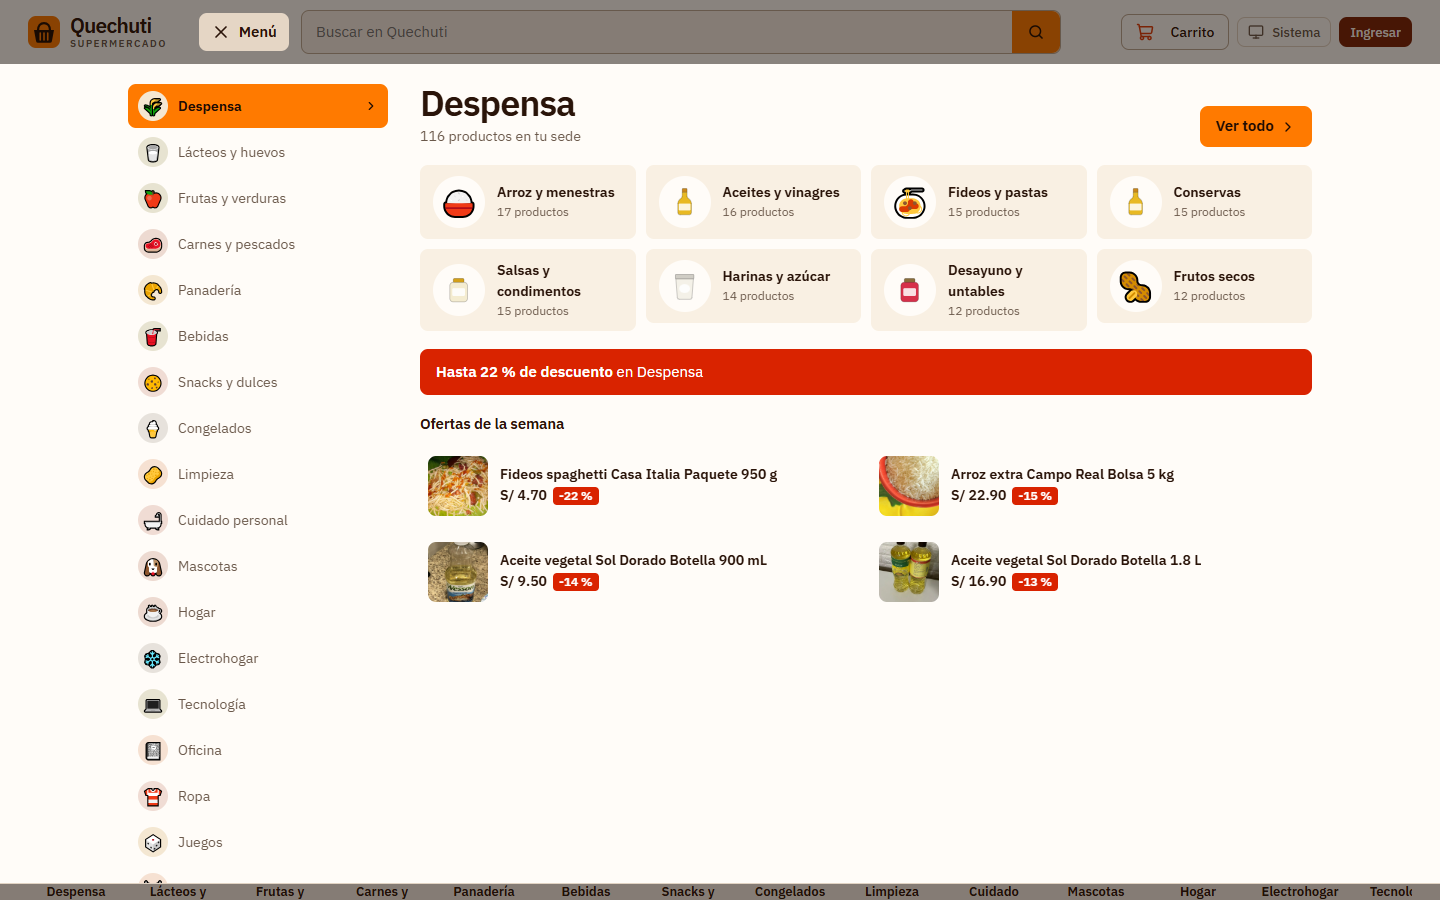 Quechuti
SUPERMERCADO
Menú
Buscar en Quechuti
Carrito
Sistema
Ingresar
Despensa
Lácteos y huevos
Frutas y verduras
Carnes y pescados
Panadería
Bebidas
Snacks y dulces
Congelados
Limpieza
Cuidado personal
Mascotas
Hogar
Electrohogar
Tecnología
Oficina
Ropa
Juegos
Despensa
116 productos en tu sede
Ver todo
Arroz y menestras
17 productos
Aceites y vinagres
16 productos
Fideos y pastas
15 productos
Conservas
15 productos
Salsas y
condimentos
15 productos
Harinas y azúcar
14 productos
Desayuno y
untables
12 productos
Frutos secos
12 productos
Hasta 22 % de descuento en Despensa
Ofertas de la semana
Fideos spaghetti Casa Italia Paquete 950 g
S/ 4.70 -22 %
Arroz extra Campo Real Bolsa 5 kg
S/ 22.90 -15 %
Aceite vegetal Sol Dorado Botella 900 mL
S/ 9.50 -14 %
Aceite vegetal Sol Dorado Botella 1.8 L
S/ 16.90 -13 %
Despensa
Lácteos y
Frutas y
Carnes y
Panadería
Bebidas
Snacks y
Congelados
Limpieza
Cuidado
Mascotas
Hogar
Electrohogar